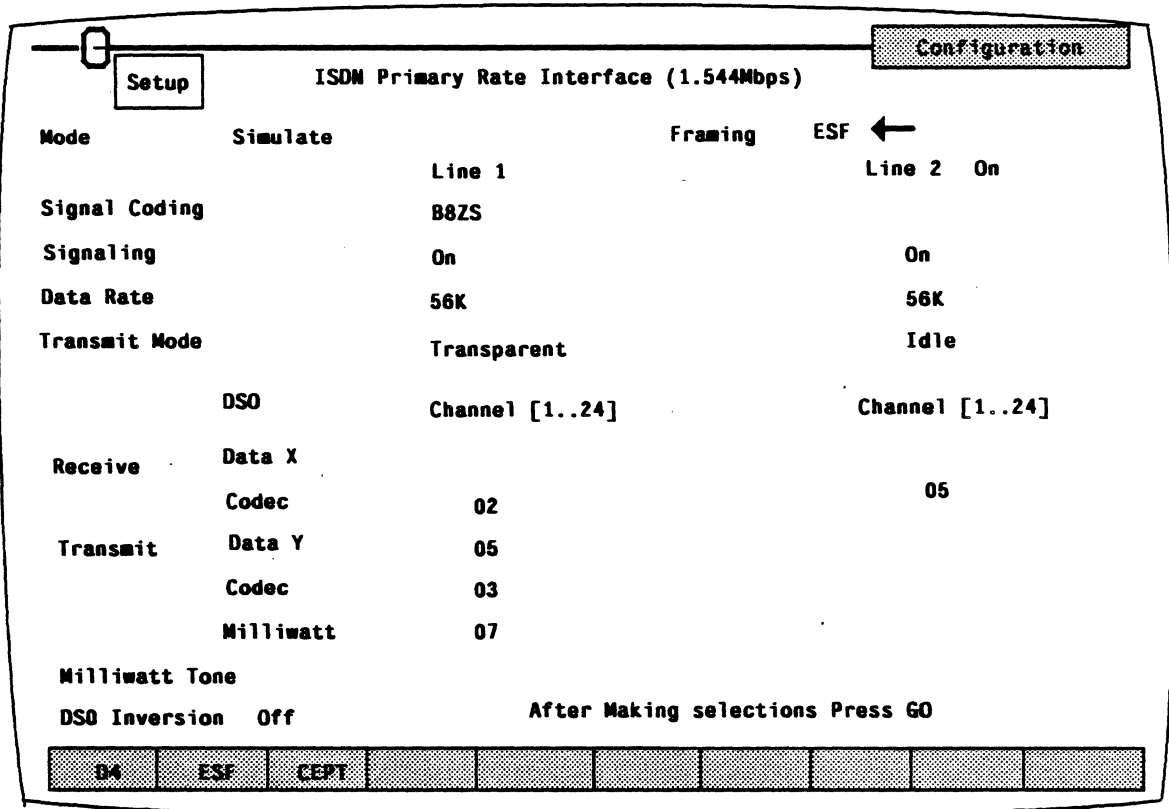 Configuration
Setup
ISDN Primary Rate Interface (1.544Mbps)
Mode Simulate Framing ESF
Line 1 Line 2 On
Signal Coding B8ZS
Signaling On On
Data Rate 56K 56K
Transmit Mode Transparent Idle
DSO Channel [1..24] Channel [1..24]
Receive Data X
Codec 02 05
Transmit Data Y 05
Codec 03
Milliwatt 07
Milliwatt Tone
DSO Inversion Off After Making selections Press GO
D4 ESF CEPT